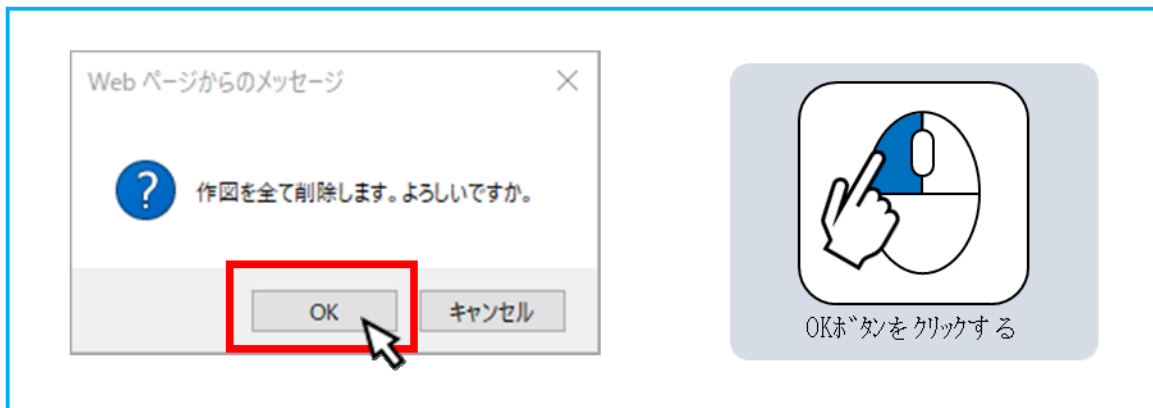 Web ページからのメッセージ
作図を全て削除します。よろしいですか。
OK
キャンセル
OKﾎﾞﾀﾝをｸﾘｯｸする